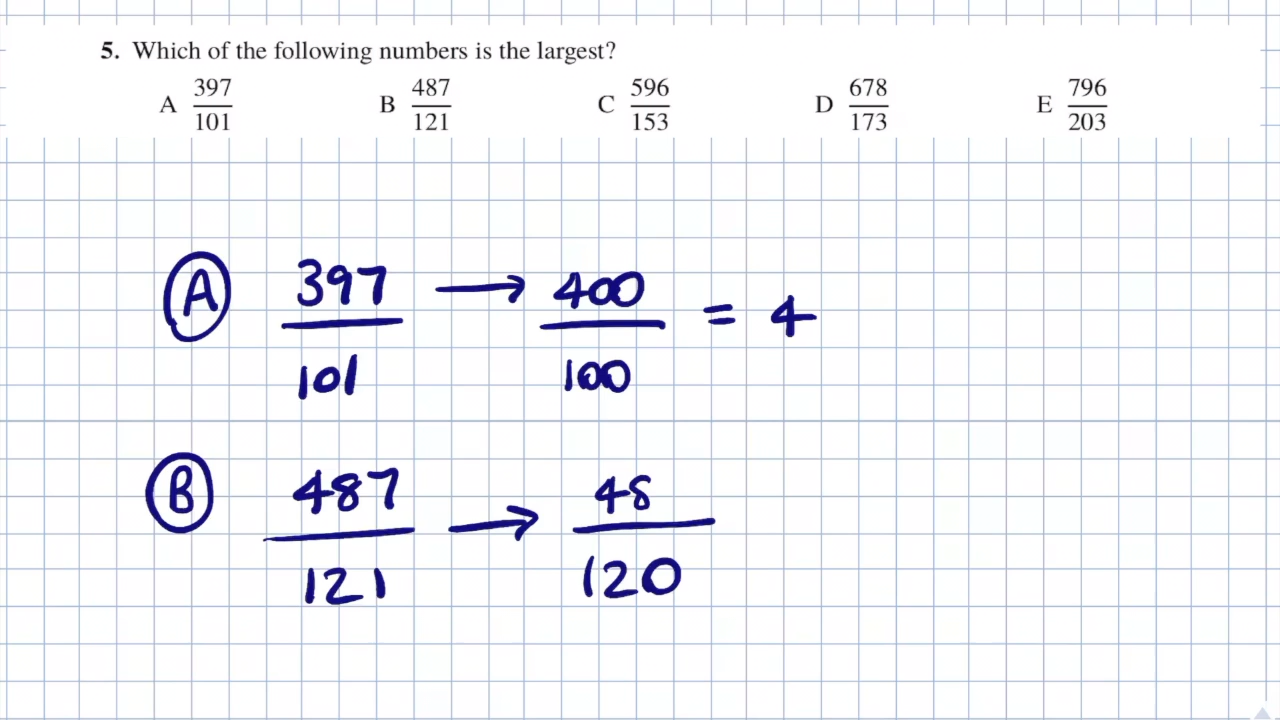 5. Which of the following numbers is the largest?
A 397/101 B 487/121 C 596/153 D 678/173 E 796/203
A 397/101 → 400/100 = 4
B 487/121 → 48/120